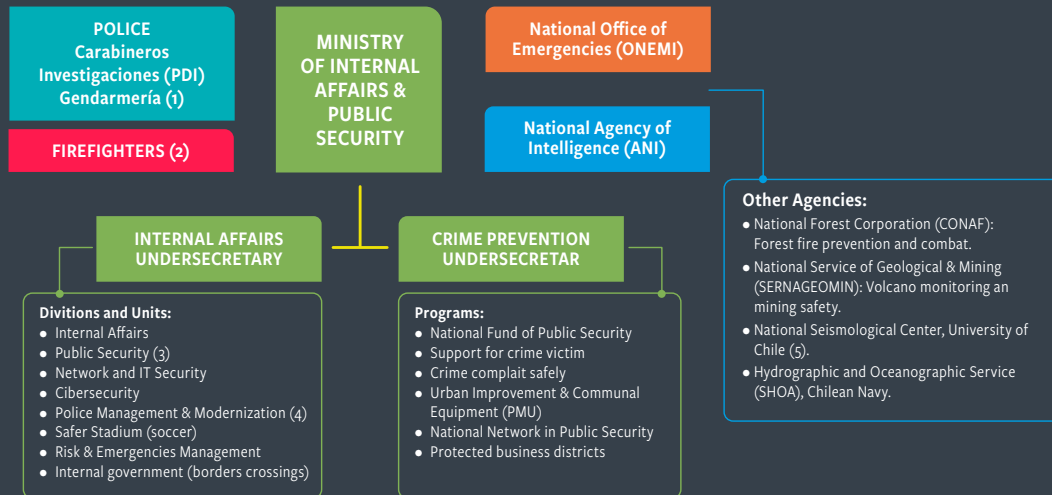 POLICE
Carabineros
Investigaciones (PDI)
Gendarmería (1)
FIREFIGHTERS (2)
MINISTRY
OF INTERNAL
AFFAIRS &
PUBLIC
SECURITY
National Office of
Emergencies (ONEMI)
National Agency of
Intelligence (ANI)
INTERNAL AFFAIRS
UNDERSECRETARY
Divitions and Units:
● Internal Affairs
● Public Security (3)
● Network and IT Security
● Cibersecurity
● Police Management & Modernization (4)
● Safer Stadium (soccer)
● Risk & Emergencies Management
● Internal government (borders crossings)
CRIME PREVENTION
UNDERSECRETAR
Programs:
● National Fund of Public Security
● Support for crime victim
● Crime complait safely
● Urban Improvement & Communal
Equipment (PMU)
● National Network in Public Security
● Protected business districts
Other Agencies:
● National Forest Corporation (CONAF):
Forest fire prevention and combat.
● National Service of Geological & Mining
(SERNAGEOMIN): Volcano monitoring an
mining safety.
● National Seismological Center, University of
Chile (5).
● Hydrographic and Oceanographic Service
(SHOA), Chilean Navy.